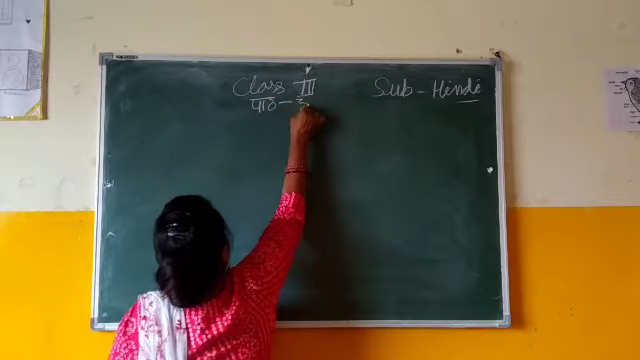 Class III Sub - Hindi
पाठ -